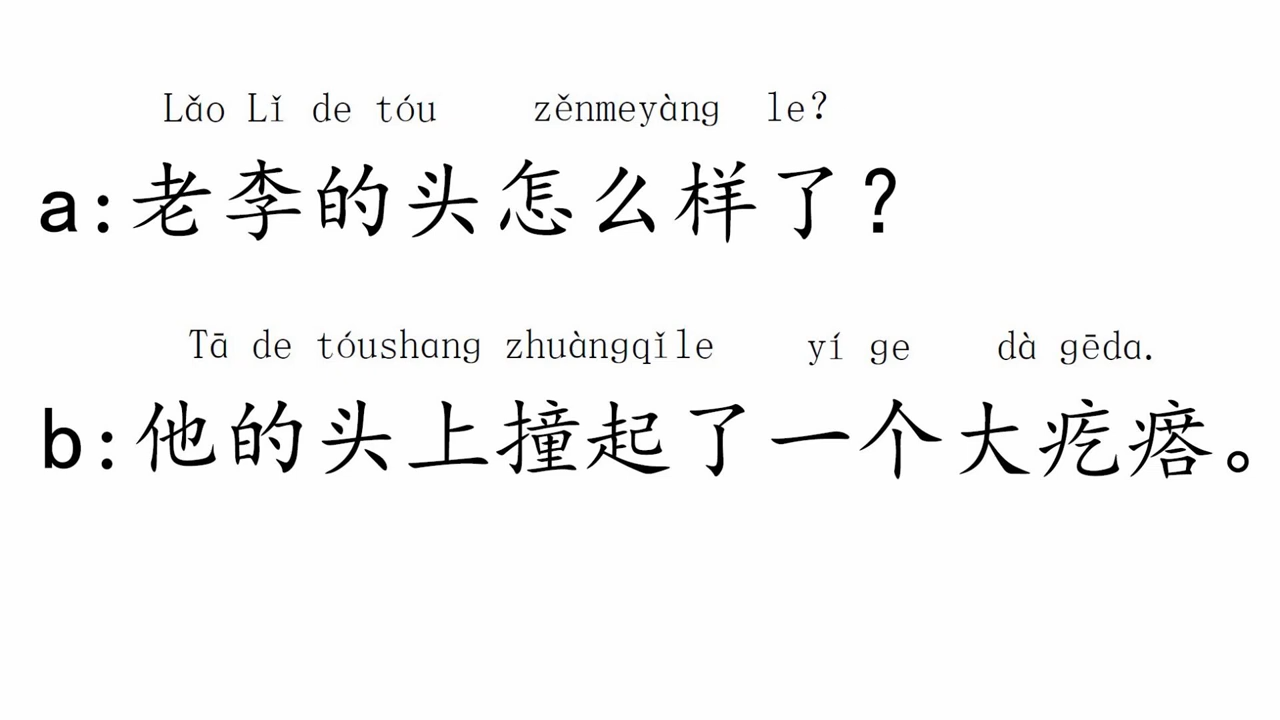 Lǎo Lǐ de tóu zěnmeyàng le?
a:老李的头怎么样了?
Tā de tóushang zhuàngqǐle yí ge dà gēda.
b:他的头上撞起了一个大疙瘩。